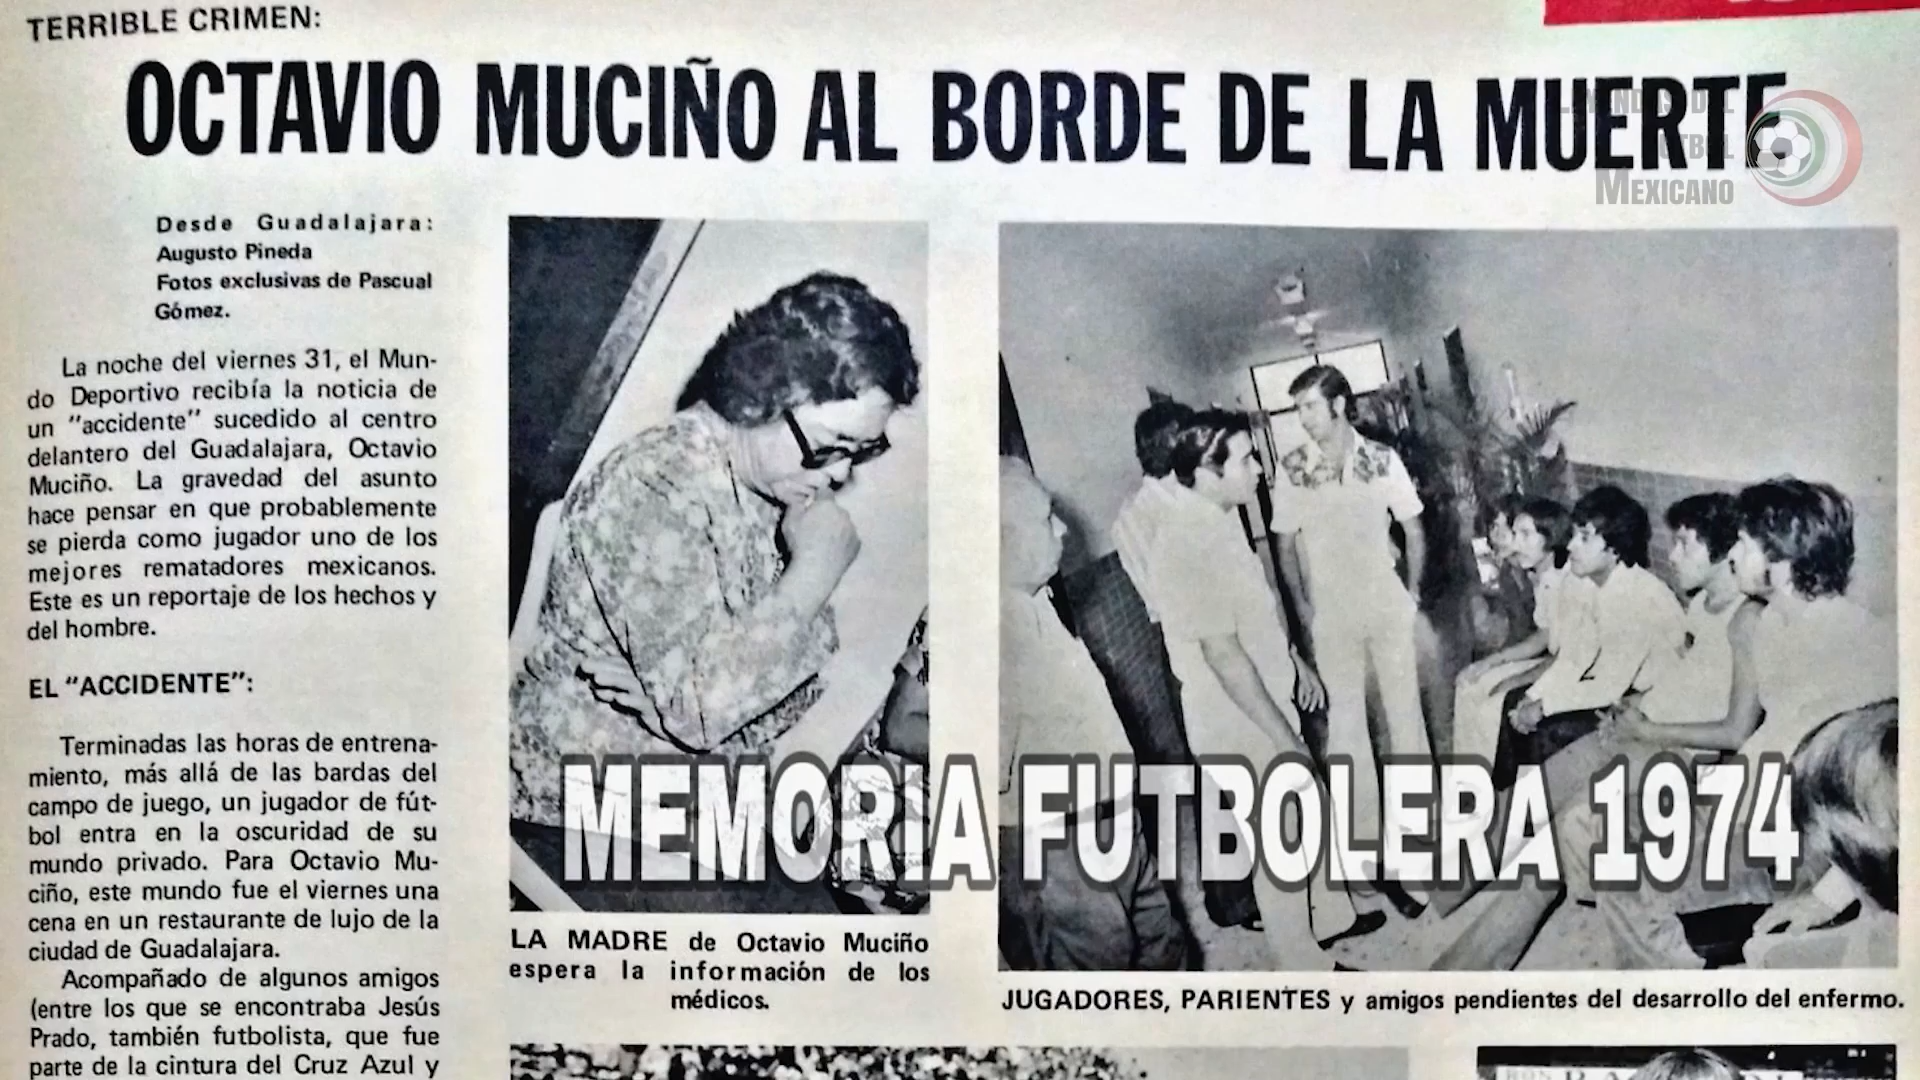 TERRIBLE CRIMEN:
OCTAVIO MUCIÑO AL BORDE DE LA MUERTE
LEYENDAS DEL
FUTBOL
MEXICANO
Desde Guadalajara:
Augusto Pineda
Fotos exclusivas de Pascual
Gómez.
La noche del viernes 31, el Mun-
do Deportivo recibía la noticia de
un "accidente" sucedido al centro
delantero del Guadalajara, Octavio
Muciño. La gravedad del asunto
hace pensar en que probablemente
se pierda como jugador uno de los
mejores rematadores mexicanos.
Este es un reportaje de los hechos y
del hombre.
EL "ACCIDENTE":
Terminadas las horas de entrena-
miento, más allá de las bardas del
campo de juego, un jugador de fút-
bol entra en la oscuridad de su
mundo privado. Para Octavio Mu-
ciño, este mundo fue el viernes una
cena en un restaurante de lujo de la
ciudad de Guadalajara.
Acompañado de algunos amigos
(entre los que se encontraba Jesús
Prado, también futbolista, que fue
parte de la cintura del Cruz Azul y
MEMORIA FUTBOLERA 1974
LA MADRE de Octavio Muciño
espera la información de los
médicos.
JUGADORES, PARIENTES y amigos pendientes del desarrollo del enfermo.